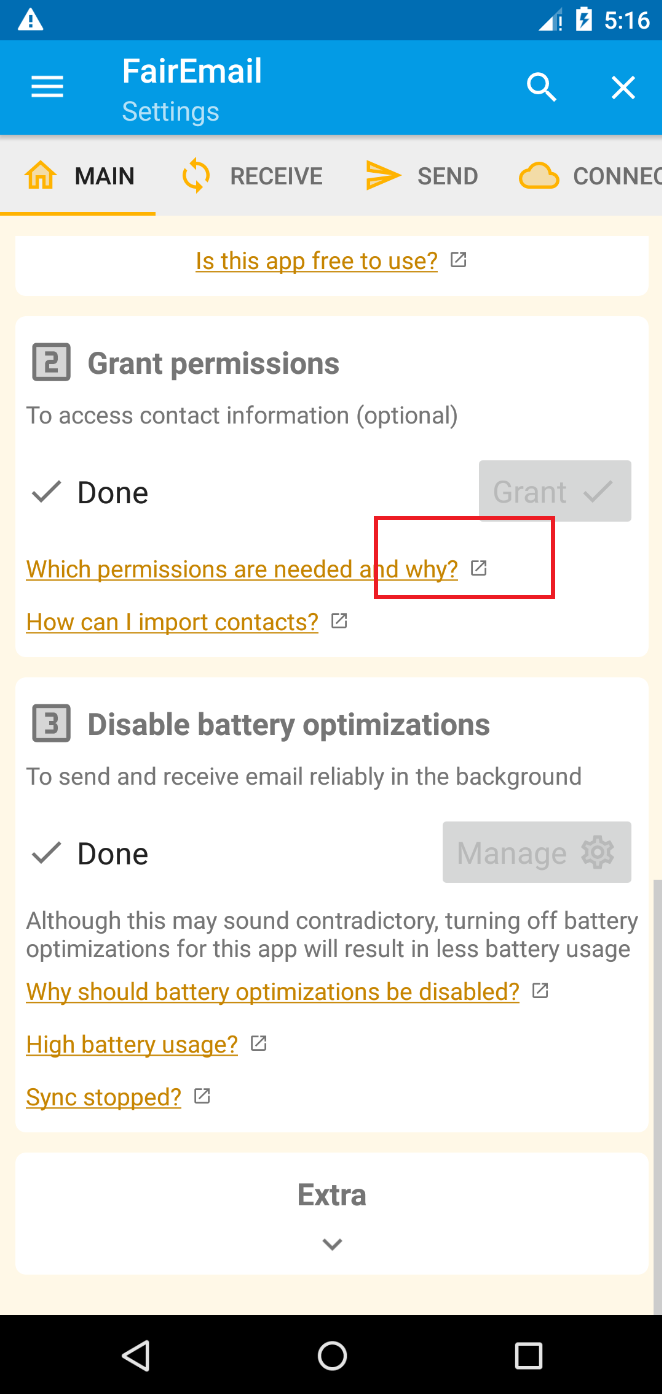 5:16
FairEmail
Settings
MAIN
RECEIVE
SEND
CONNEC
Is this app free to use?
2 Grant permissions
To access contact information (optional)
Done
Grant
Which permissions are needed and why?
How can I import contacts?
3 Disable battery optimizations
To send and receive email reliably in the background
Done
Manage
Although this may sound contradictory, turning off battery
optimizations for this app will result in less battery usage
Why should battery optimizations be disabled?
High battery usage?
Sync stopped?
Extra